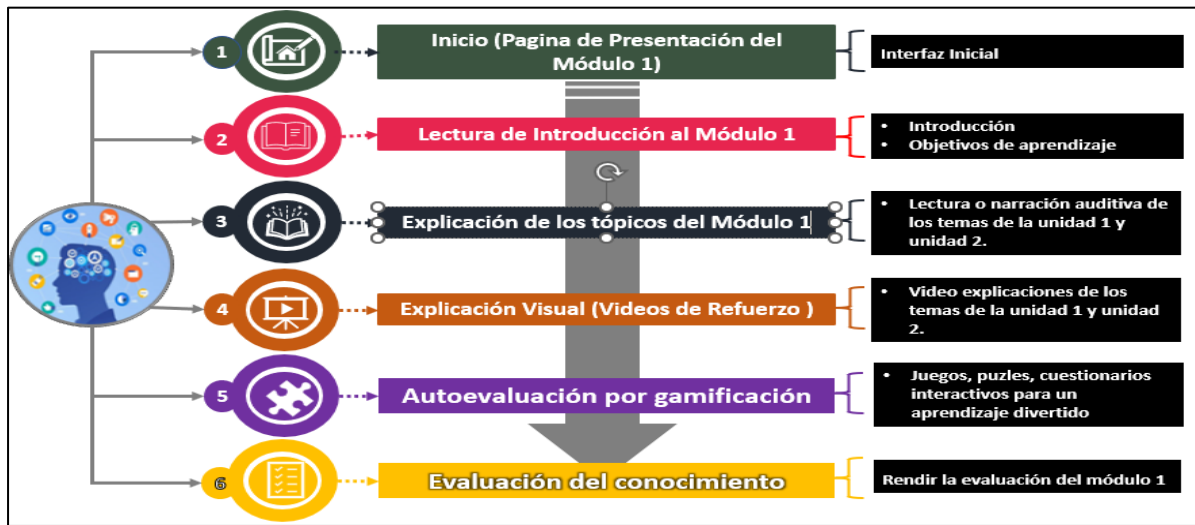 1
Inicio (Pagina de Presentación del
Módulo 1)
Interfaz Inicial
2
Lectura de Introducción al Módulo 1
• Introducción
• Objetivos de aprendizaje
3
Explicación de los tópicos del Módulo 1
• Lectura o narración auditiva de
los temas de la unidad 1 y
unidad 2.
4
Explicación Visual (Videos de Refuerzo )
• Video explicaciones de los
temas de la unidad 1 y unidad
2.
5
Autoevaluación por gamificación
• Juegos, puzles, cuestionarios
interactivos para un
aprendizaje divertido
6
Evaluación del conocimiento
Rendir la evaluación del módulo 1